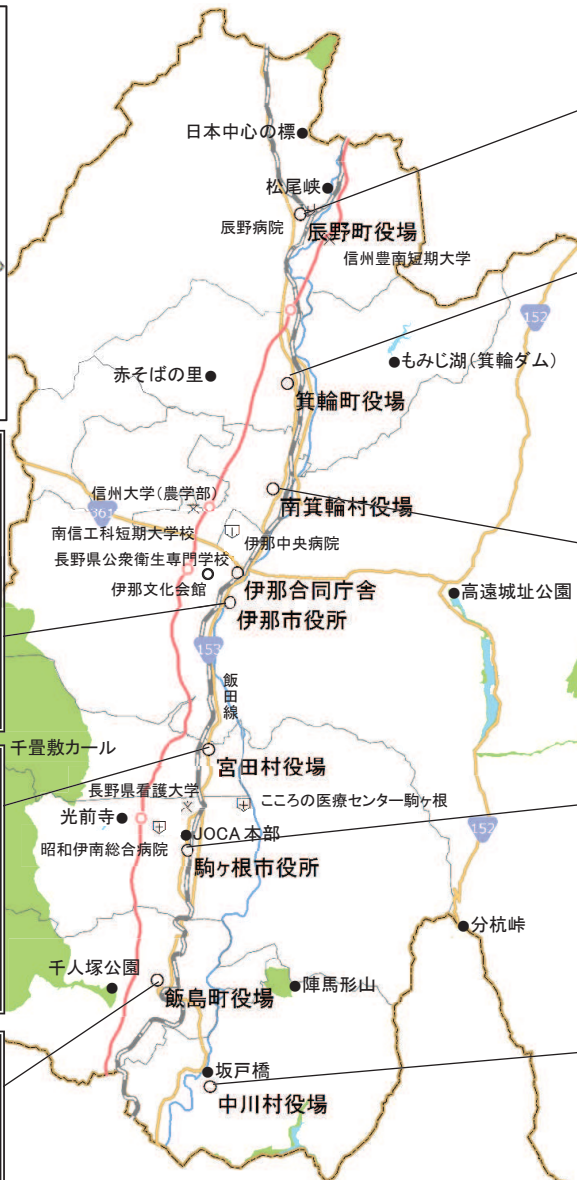 日本中心の標
松尾峡
辰野病院
辰野町役場
信州豊南短期大学
152
もみじ湖(箕輪ダム)
赤そばの里
箕輪町役場
信州大学(農学部)
南箕輪村役場
361
南信工科短期大学校
伊那中央病院
長野県公衆衛生専門学校
伊那文化会館
伊那合同庁舎
高遠城址公園
伊那市役所
153
飯田線
千畳敷カール
宮田村役場
長野県看護大学
こころの医療センター駒ヶ根
光前寺
JOCA本部
152
昭和伊南総合病院
駒ヶ根市役所
分杭峠
千人塚公園
陣馬形山
飯島町役場
坂戸橋
中川村役場